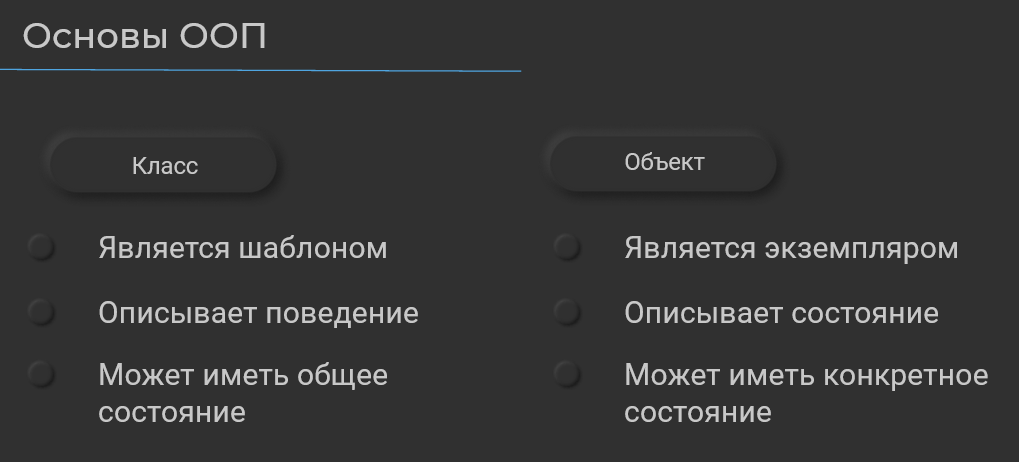 Основы ООП
Класс
Является шаблоном
Описывает поведение
Может иметь общее
состояние
Объект
Является экземпляром
Описывает состояние
Может иметь конкретное
состояние